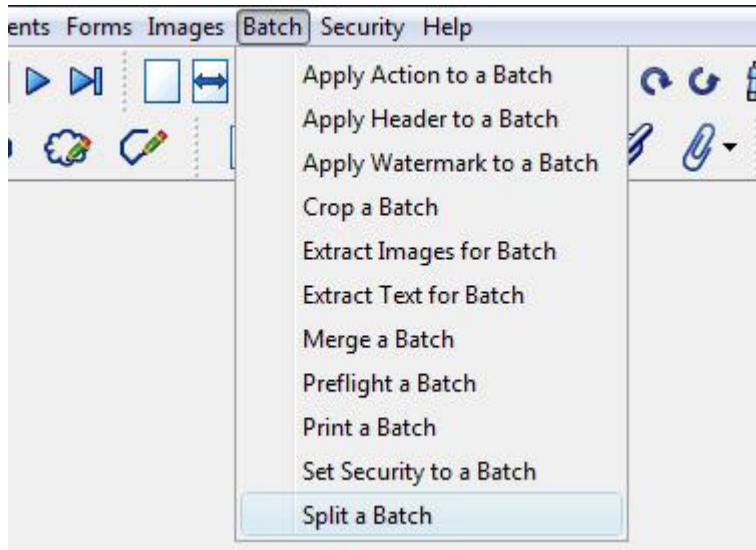 ents Forms Images Batch Security Help
Apply Action to a Batch
Apply Header to a Batch
Apply Watermark to a Batch
Crop a Batch
Extract Images for Batch
Extract Text for Batch
Merge a Batch
Preflight a Batch
Print a Batch
Set Security to a Batch
Split a Batch